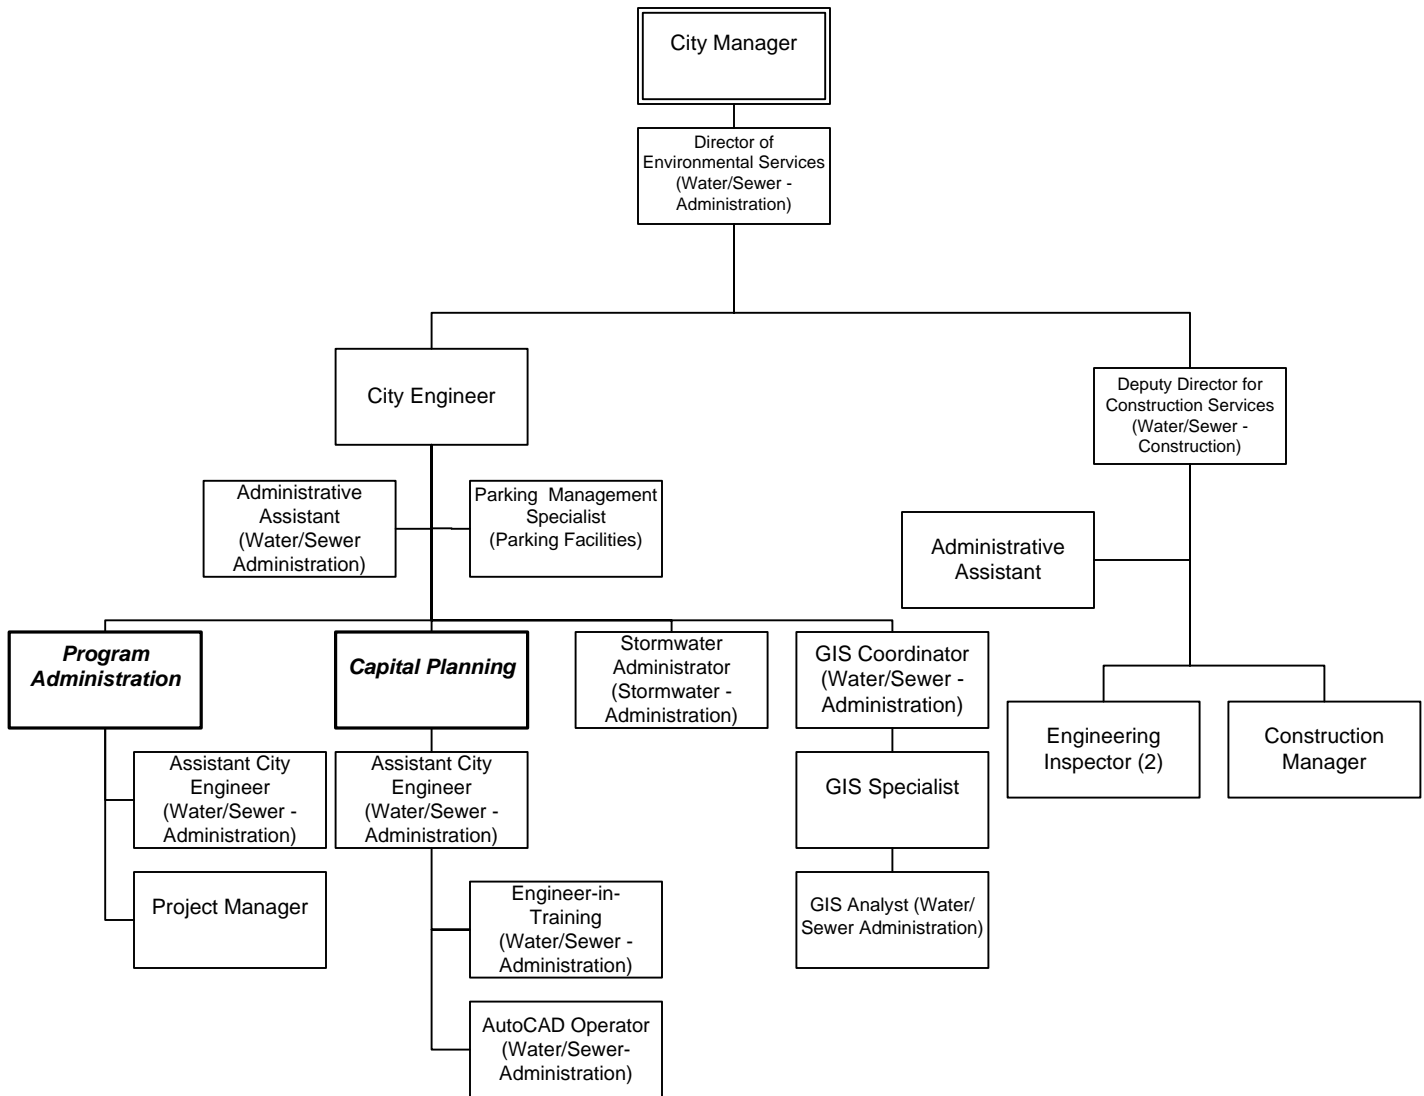 City Manager
Director of
Environmental Services
(Water/Sewer -
Administration)
City Engineer
Deputy Director for
Construction Services
(Water/Sewer -
Construction)
Administrative
Assistant
(Water/Sewer
Administration)
Parking Management
Specialist
(Parking Facilities)
Administrative
Assistant
Program
Administration
Capital Planning
Stormwater
Administrator
(Stormwater -
Administration)
GIS Coordinator
(Water/Sewer -
Administration)
Engineering
Inspector (2)
Construction
Manager
Assistant City
Engineer
(Water/Sewer -
Administration)
Assistant City
Engineer
(Water/Sewer -
Administration)
GIS Specialist
Project Manager
Engineer-in-
Training
(Water/Sewer -
Administration)
GIS Analyst (Water/
Sewer Administration)
AutoCAD Operator
(Water/Sewer-
Administration)